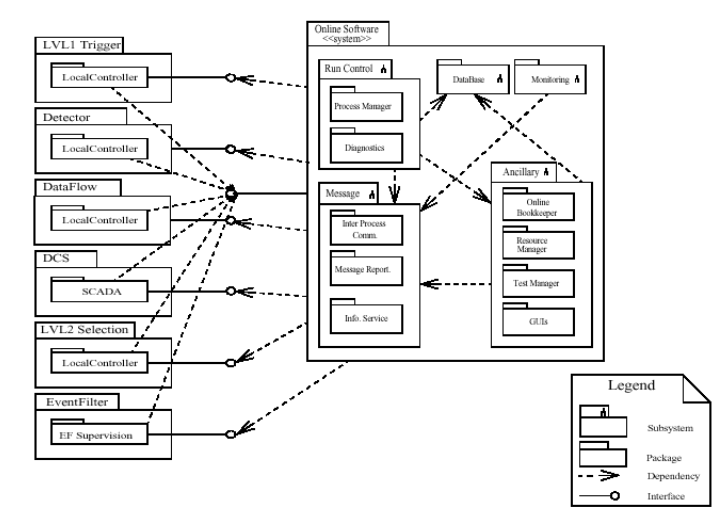 LVL1 Trigger
LocalController
Detector
LocalController
DataFlow
LocalController
DCS
SCADA
LVL2 Selection
LocalController
EventFilter
EF Supervision
Online Software
<<system>>
Run Control
Process Manager
Diagnostics
DataBase
Monitoring
Message
Inter Process
Comm.
Message Report.
Info. Service
Ancillary
Online
Bookkeeper
Resource
Manager
Test Manager
GUIs
Legend
Subsystem
Package
Dependency
Interface